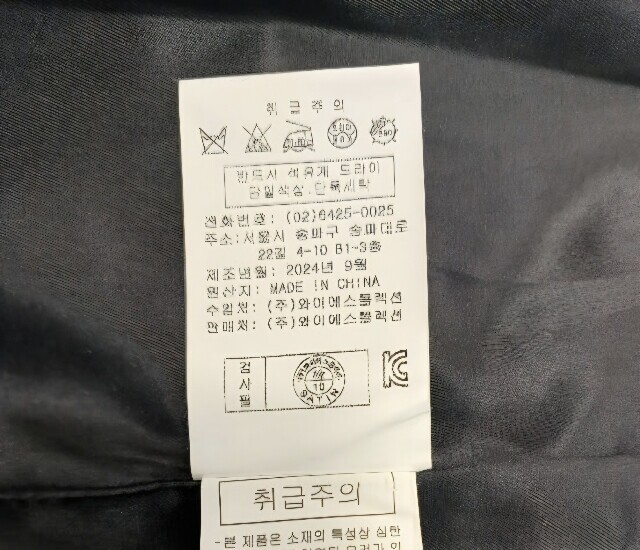 취급주의
반드시 석유계 드라이
동일색상,단독세탁
전화번호: (02)6425-0025
주소:서울시 송파구 송파대로
22길 4-10 B1~3층
제조년월: 2024년 9월
원산지: MADE IN CHINA
수입처: (주)와이에스콜렉션
판매처: (주)와이에스콜렉션
검사필
10
취급주의
-본 제품은 소재의 특성상 심한